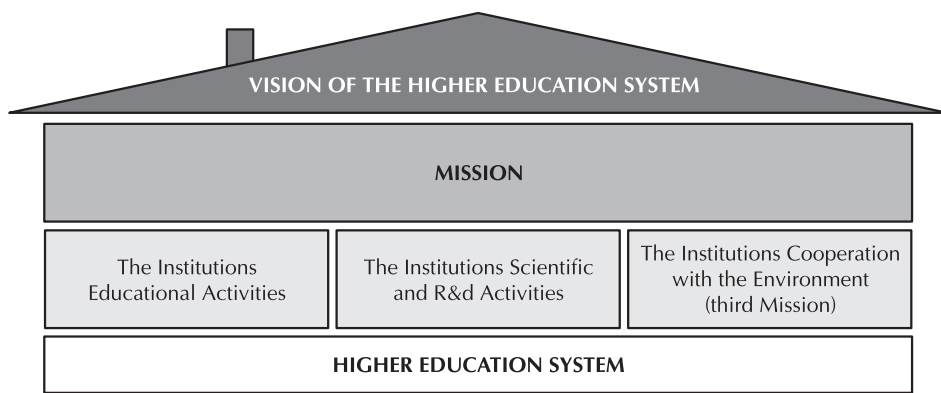 VISION OF THE HIGHER EDUCATION SYSTEM
MISSION
The Institutions
Educational Activities
The Institutions Scientific
and R&d Activities
The Institutions Cooperation
with the Environment
(third Mission)
HIGHER EDUCATION SYSTEM